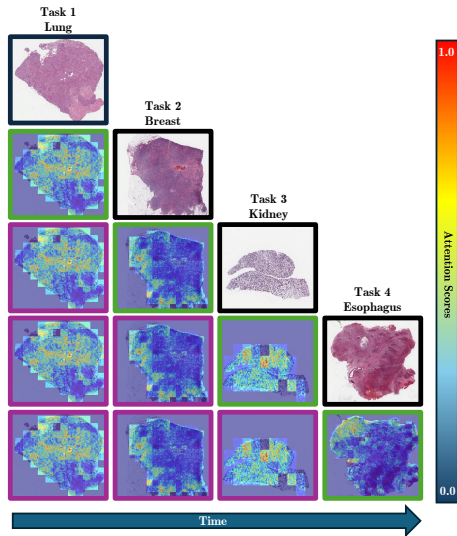 Task 1
Lung
Task 2
Breast
Task 3
Kidney
Task 4
Esophagus
1.0
Attention Scores
0.0
Time